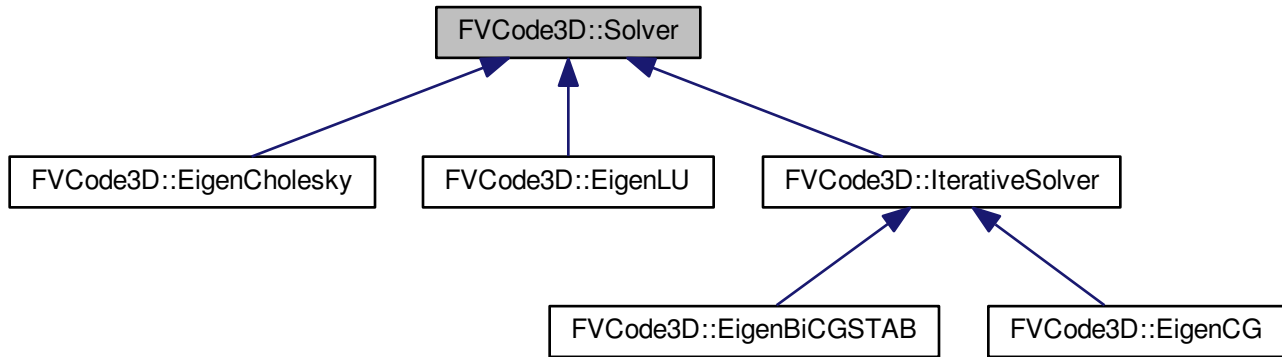 FVCode3D::Solver
FVCode3D::EigenCholesky
FVCode3D::EigenLU
FVCode3D::IterativeSolver
FVCode3D::EigenBiCGSTAB
FVCode3D::EigenCG